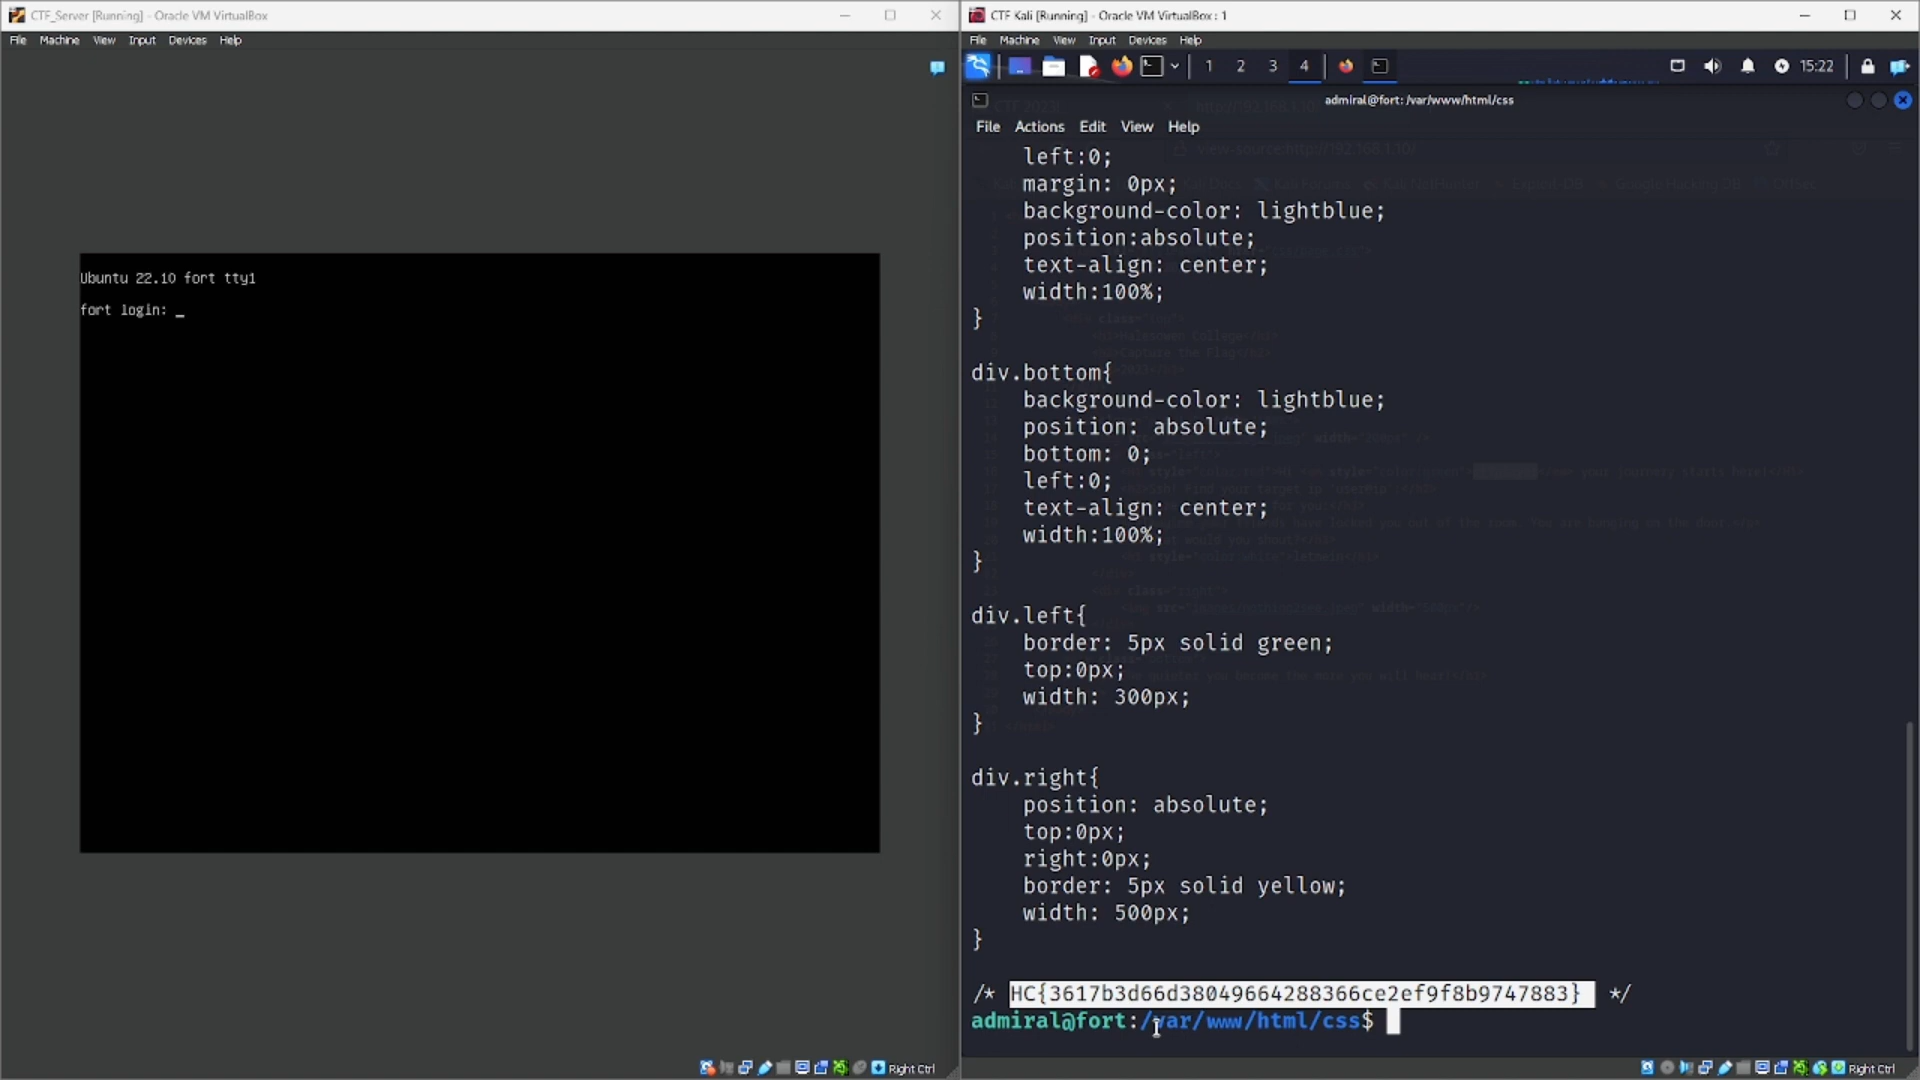 CTF_Server [Running] - Oracle VM VirtualBox
File Machine View Input Devices Help
Ubuntu 22.10 fort tty1
fort login: _
Right Ctrl
CTF Kali [Running] - Oracle VM VirtualBox : 1
File Machine View Input Devices Help
1 2 3 4 15:22
admiral@fort: /var/www/html/css
File Actions Edit View Help
left:0;
margin: 0px;
background-color: lightblue;
position:absolute;
text-align: center;
width:100%;
}
div.bottom{
background-color: lightblue;
position: absolute;
bottom: 0;
left:0;
text-align: center;
width:100%;
}
div.left{
border: 5px solid green;
top:0px;
width: 300px;
}
div.right{
position: absolute;
top:0px;
right:0px;
border: 5px solid yellow;
width: 500px;
}
/* HC{3617b3d66d38049664288366ce2ef9f8b9747883} */
admiral@fort:/var/www/html/css$
Right Ctrl